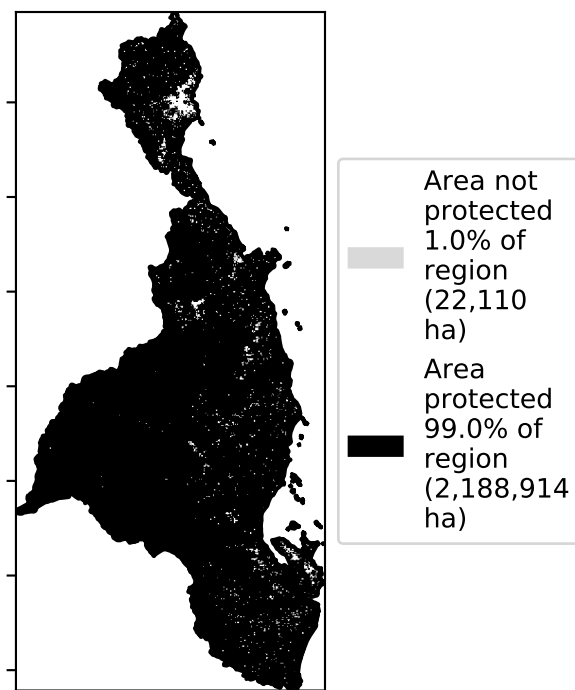 Area not
protected
1.0% of
region
(22,110
ha)
Area
protected
99.0% of
region
(2,188,914
ha)